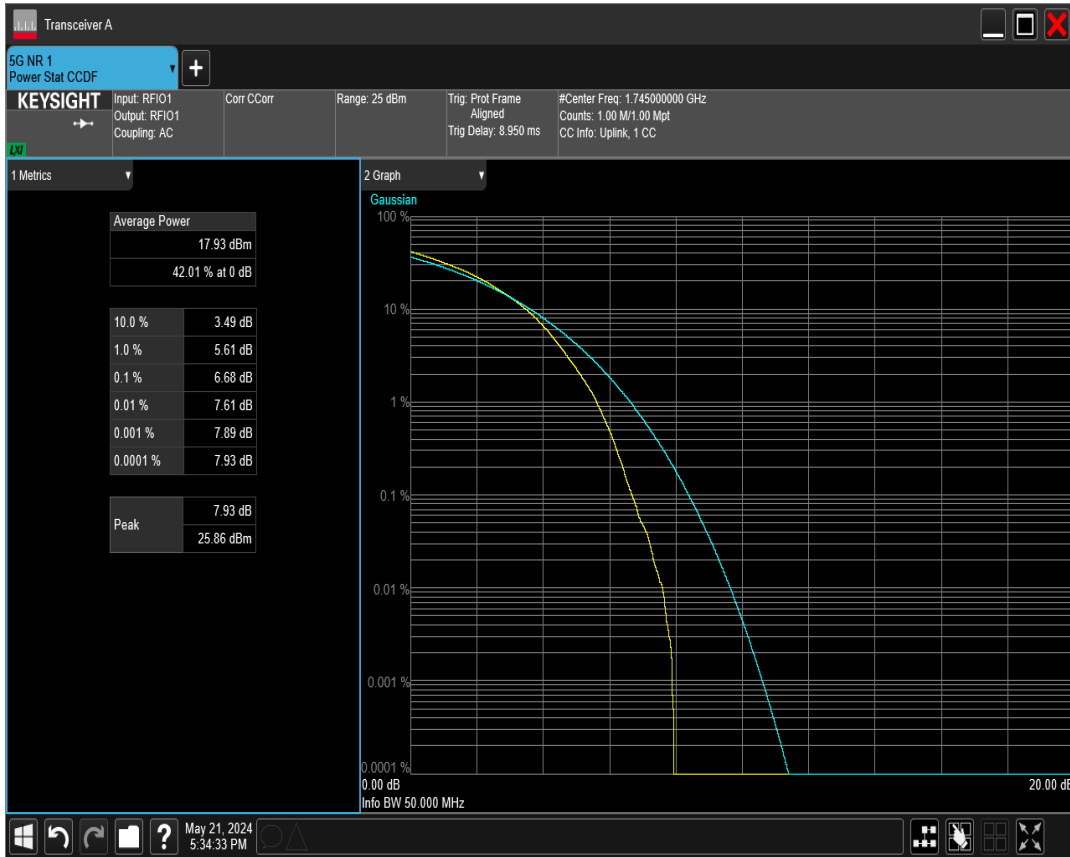 Transceiver A
5G NR 1
Power Stat CCDF
+
KEYSIGHT
LXI
Input: RFIO1
Output: RFIO1
Coupling: AC
Corr CCorr
Range: 25 dBm
Trig: Prot Frame
Aligned
Trig Delay: 8.950 ms
#Center Freq: 1.745000000 GHz
Counts: 1.00 M/1.00 Mpt
CC Info: Uplink, 1 CC
1 Metrics
Average Power
17.93 dBm
42.01 % at 0 dB
10.0 % 3.49 dB
1.0 % 5.61 dB
0.1 % 6.68 dB
0.01 % 7.61 dB
0.001 % 7.89 dB
0.0001 % 7.93 dB
Peak 7.93 dB
25.86 dBm
2 Graph
Gaussian
100 %
10 %
1 %
0.1 %
0.01 %
0.001 %
0.0001 %
0.00 dB 20.00 dB
Info BW 50.000 MHz
?
May 21, 2024
5:34:33 PM